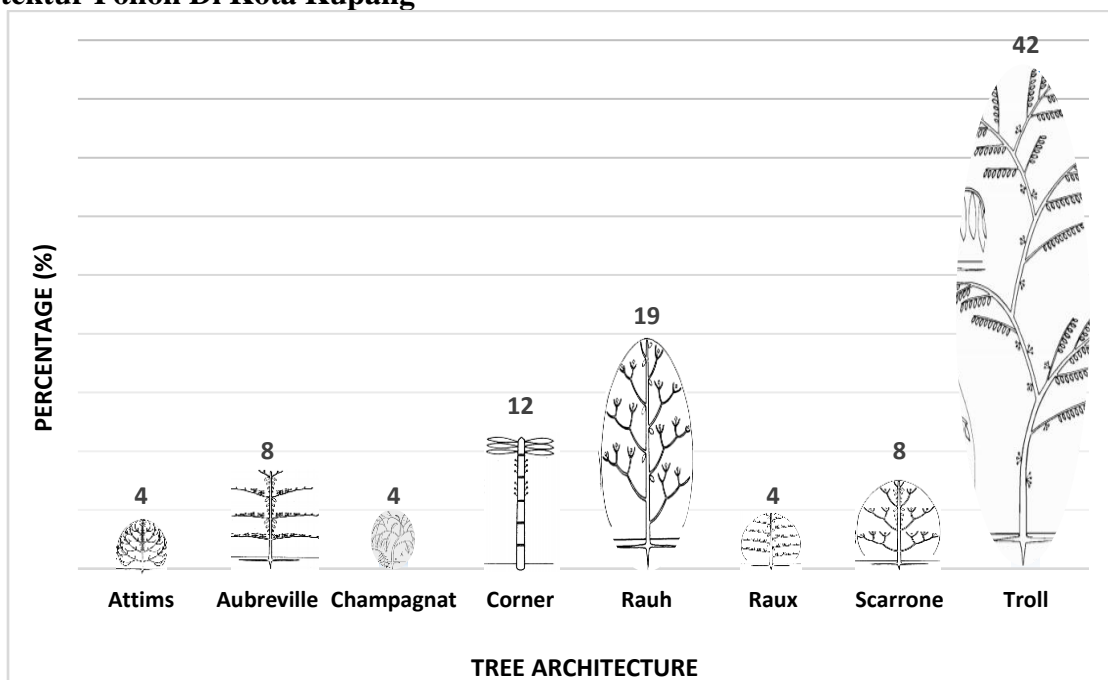 Pohon Di Kota Kupang
42
19
12
8
8
4
4
4
PERCENTAGE (%)
Attims Aubreville Champagnat Corner Rauh Raux Scarrone Troll
TREE ARCHITECTURE